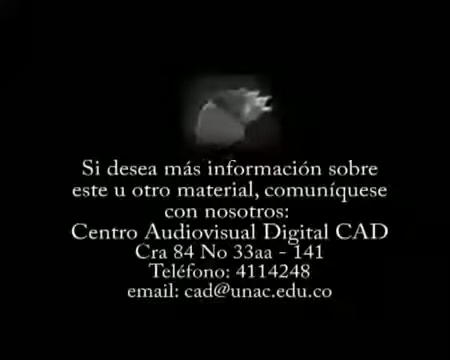 Si desea más información sobre
este u otro material, comuníquese
con nosotros:
Centro Audiovisual Digital CAD
Cra 84 No 33aa - 141
Teléfono: 4114248
email: cad@unac.edu.co